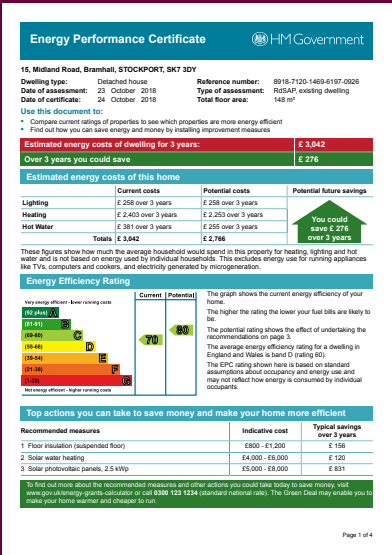 Energy Performance Certificate
HM Government
15, Midland Road, Bramhall, STOCKPORT, SK7 3DY
Dwelling type: Detached house Reference number: 8918-7120-1469-6197-0926
Date of assessment: 23 October 2018 Type of assessment: RdSAP, existing dwelling
Date of certificate: 24 October 2018 Total floor area: 148 m²
Use this document to:
• Compare current ratings of properties to see which properties are more energy efficient
• Find out how you can save energy and money by installing improvement measures
Estimated energy costs of dwelling for 3 years: £ 3,042
Over 3 years you could save £ 276
Estimated energy costs of this home
Current costs Potential costs Potential future savings
Lighting £ 258 over 3 years £ 258 over 3 years
Heating £ 2,403 over 3 years £ 2,253 over 3 years
Hot Water £ 381 over 3 years £ 255 over 3 years
Totals £ 3,042 £ 2,766
You could
save £ 276
over 3 years
These figures show how much the average household would spend in this property for heating, lighting and hot
water and is not based on energy used by individual households. This excludes energy use for running appliances
like TVs, computers and cookers, and electricity generated by microgeneration.
Energy Efficiency Rating
Current Potential
Very energy efficient - lower running costs
(92 plus) A
(81-91) B
(69-80) C
(55-68) D
(39-54) E
(21-38) F
(1-20) G
Not energy efficient - higher running costs
70
80
The graph shows the current energy efficiency of your
home.
The higher the rating the lower your fuel bills are likely to
be.
The potential rating shows the effect of undertaking the
recommendations on page 3.
The average energy efficiency rating for a dwelling in
England and Wales is band D (rating 60).
The EPC rating shown here is based on standard
assumptions about occupancy and energy use and
may not reflect how energy is consumed by individual
occupants.
Top actions you can take to save money and make your home more efficient
Recommended measures Indicative cost Typical savings
over 3 years
1 Floor insulation (suspended floor) £800 - £1,200 £ 156
2 Solar water heating £4,000 - £6,000 £ 120
3 Solar photovoltaic panels, 2.5 kWp £5,000 - £8,000 £ 831
To find out more about the recommended measures and other actions you could take today to save money, visit
www.gov.uk/energy-grants-calculator or call 0300 123 1234 (standard national rate). The Green Deal may enable you to
make your home warmer and cheaper to run.
Page 1 of 4